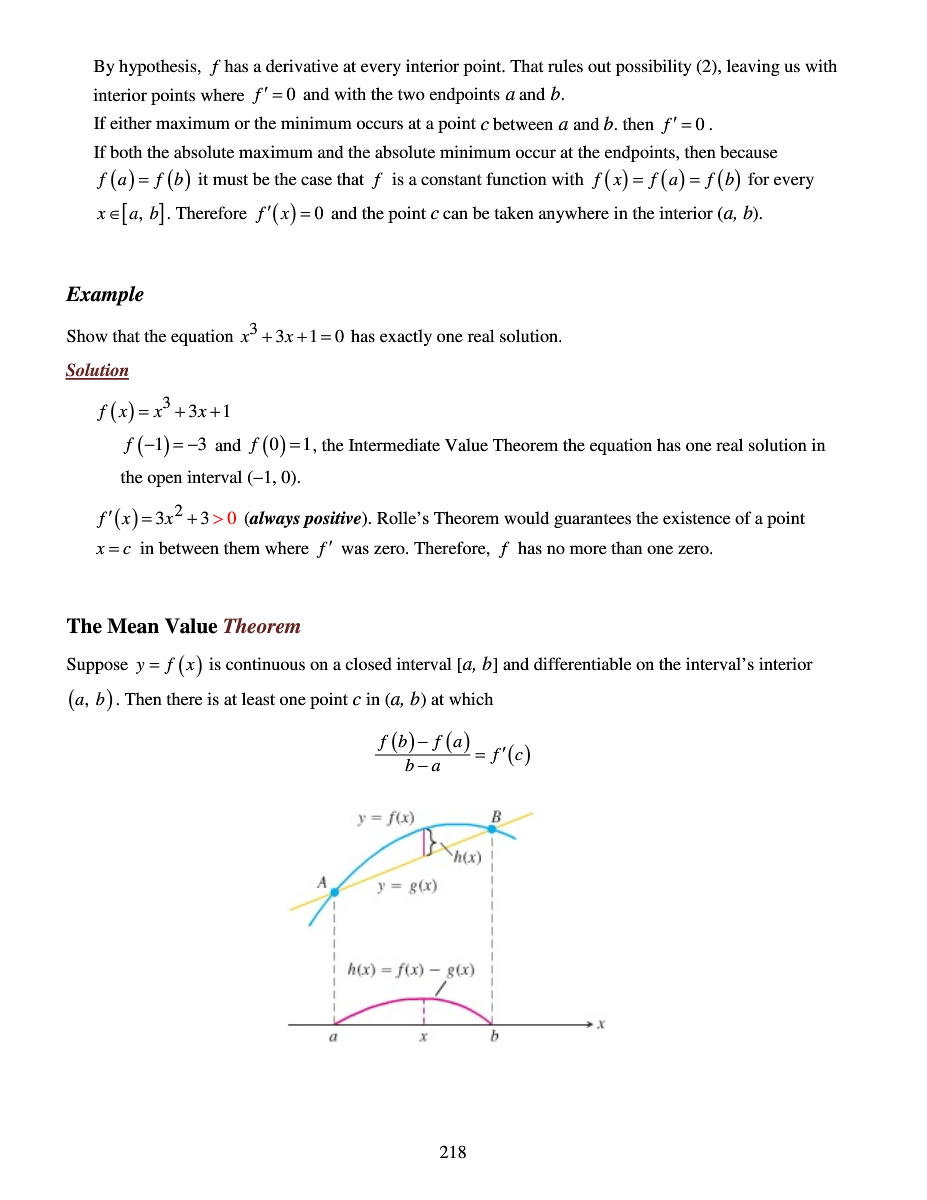 By hypothesis, f has a derivative at every interior point. That rules out possibility (2), leaving us with
interior points where f′ = 0 and with the two endpoints a and b.
If either maximum or the minimum occurs at a point c between a and b. then f′ = 0 .
If both the absolute maximum and the absolute minimum occur at the endpoints, then because
f(a) = f(b) it must be the case that f is a constant function with f(x) = f(a) = f(b) for every
x ∈ [a, b]. Therefore f′(x) = 0 and the point c can be taken anywhere in the interior (a, b).
Example
Show that the equation x³ + 3x + 1 = 0 has exactly one real solution.
Solution
f(x) = x³ + 3x + 1
f(−1) = −3 and f(0) = 1, the Intermediate Value Theorem the equation has one real solution in
the open interval (−1, 0).
f′(x) = 3x² + 3 > 0 (always positive). Rolle’s Theorem would guarantees the existence of a point
x = c in between them where f′ was zero. Therefore, f has no more than one zero.
The Mean Value Theorem
Suppose y = f(x) is continuous on a closed interval [a, b] and differentiable on the interval’s interior
(a, b). Then there is at least one point c in (a, b) at which
(f(b) − f(a))/(b − a) = f′(c)
y = f(x)
B
h(x)
A
y = g(x)
h(x) = f(x) − g(x)
x
a
x
b
218